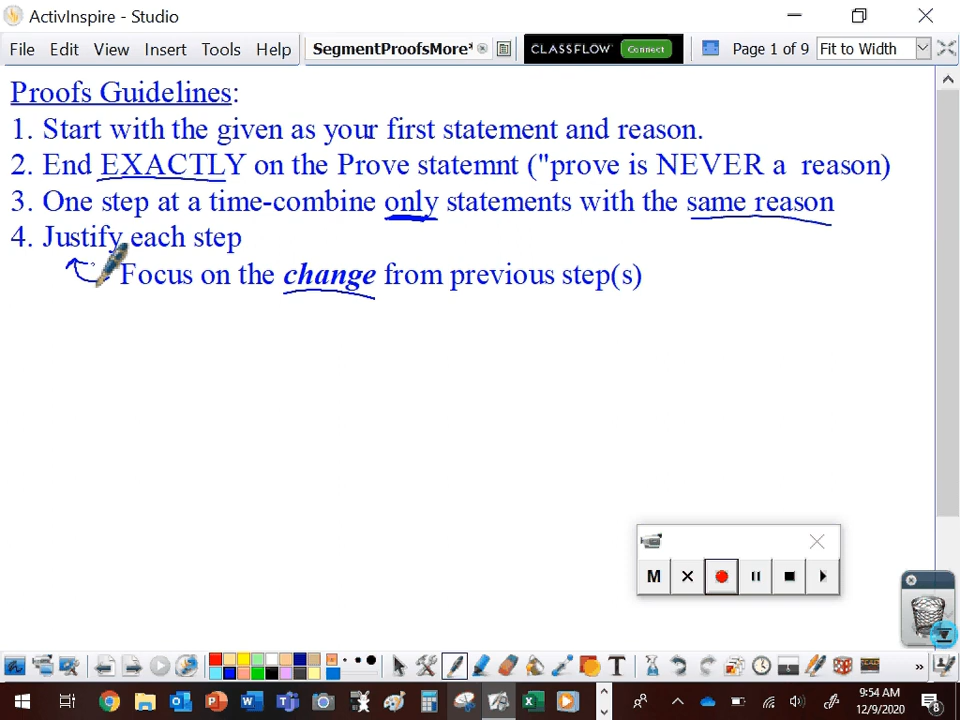 ActivInspire - Studio
File Edit View Insert Tools Help SegmentProofsMore* CLASSFLOW Connect Page 1 of 9 Fit to Width
Proofs Guidelines:
1. Start with the given as your first statement and reason.
2. End EXACTLY on the Prove statemnt ("prove is NEVER a reason)
3. One step at a time-combine only statements with the same reason
4. Justify each step
Focus on the change from previous step(s)
M
9:54 AM
12/9/2020
8